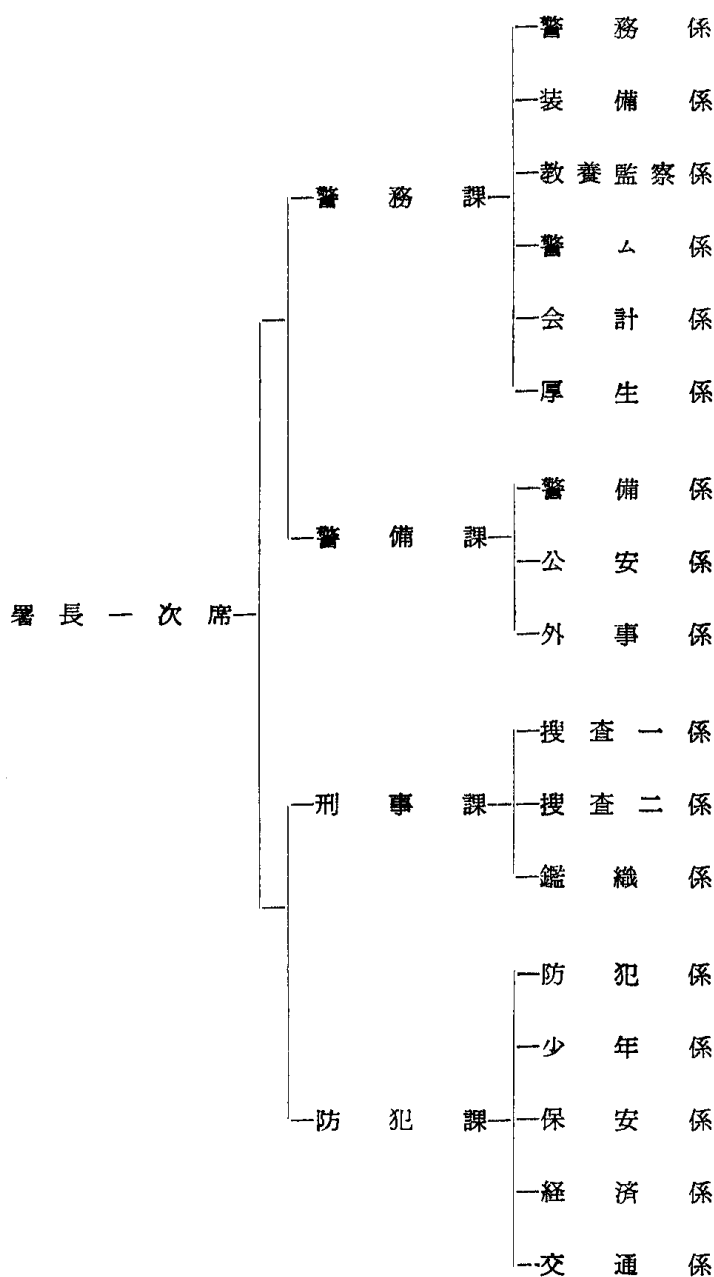 署長―次席
警務課
警務係
装備係
教養監察係
警ム係
会計係
厚生係
警備課
警備係
公安係
外事係
刑事課
捜査一係
捜査二係
鑑織係
防犯課
防犯係
少年係
保安係
経済係
交通係